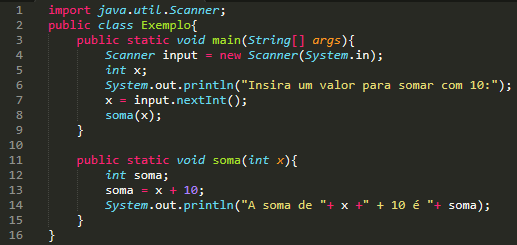 1 import java.util.Scanner;
2 public class Exemplo{
3     public static void main(String[] args){
4         Scanner input = new Scanner(System.in);
5         int x;
6         System.out.println("Insira um valor para somar com 10:");
7         x = input.nextInt();
8         soma(x);
9     }
10
11     public static void soma(int x){
12         int soma;
13         soma = x + 10;
14         System.out.println("A soma de "+ x +" + 10 é "+ soma);
15     }
16 }